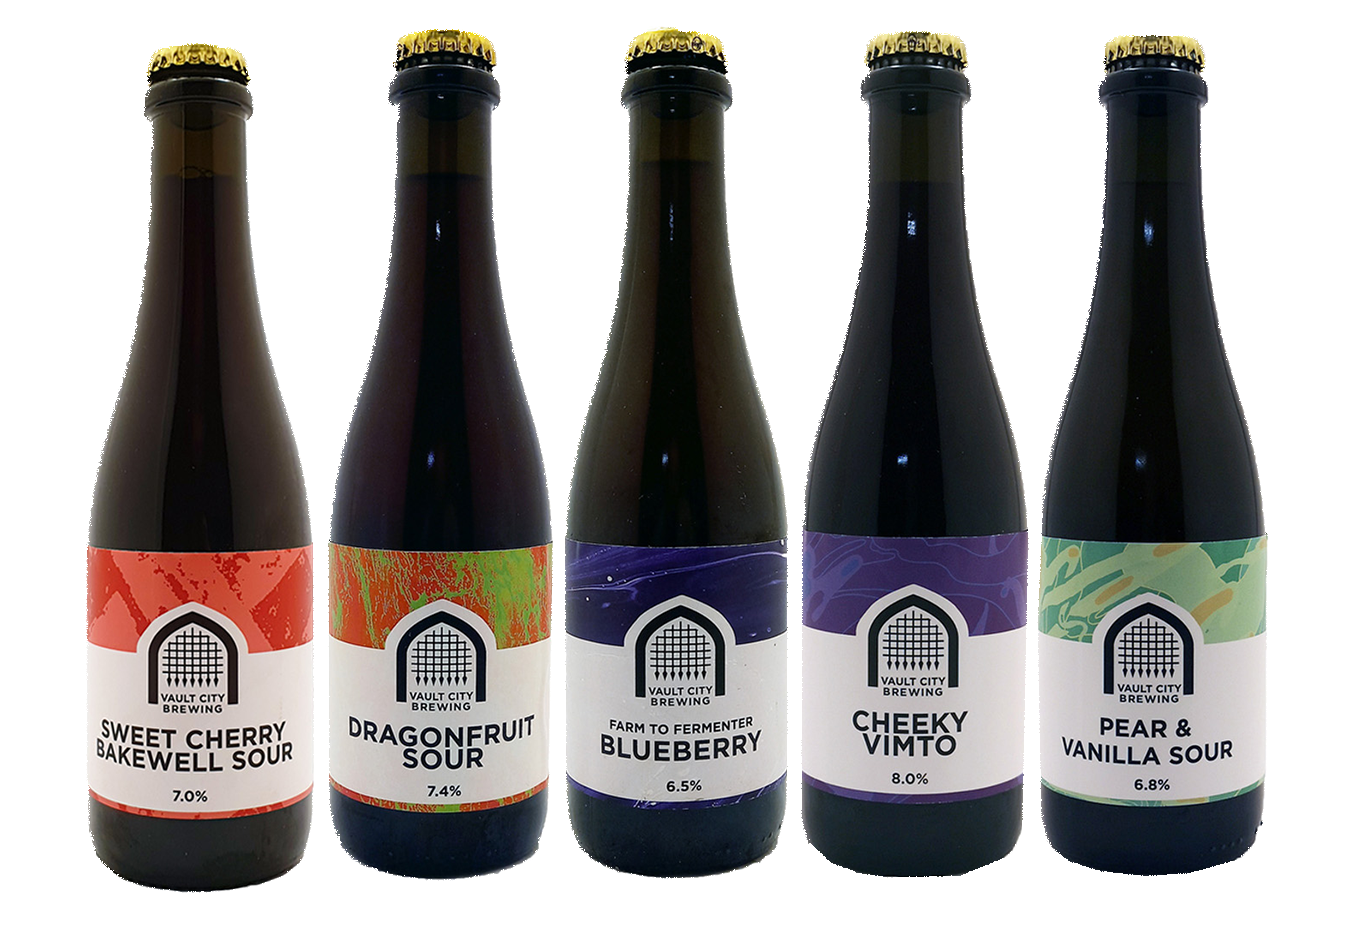 VAULT CITY
BREWING
SWEET CHERRY
BAKEWELL SOUR
7.0%
VAULT CITY
BREWING
DRAGONFRUIT
SOUR
7.4%
VAULT CITY
BREWING
FARM TO FERMENTER
BLUEBERRY
6.5%
VAULT CITY
BREWING
CHEEKY
VIMTO
8.0%
VAULT CITY
BREWING
PEAR &
VANILLA SOUR
6.8%